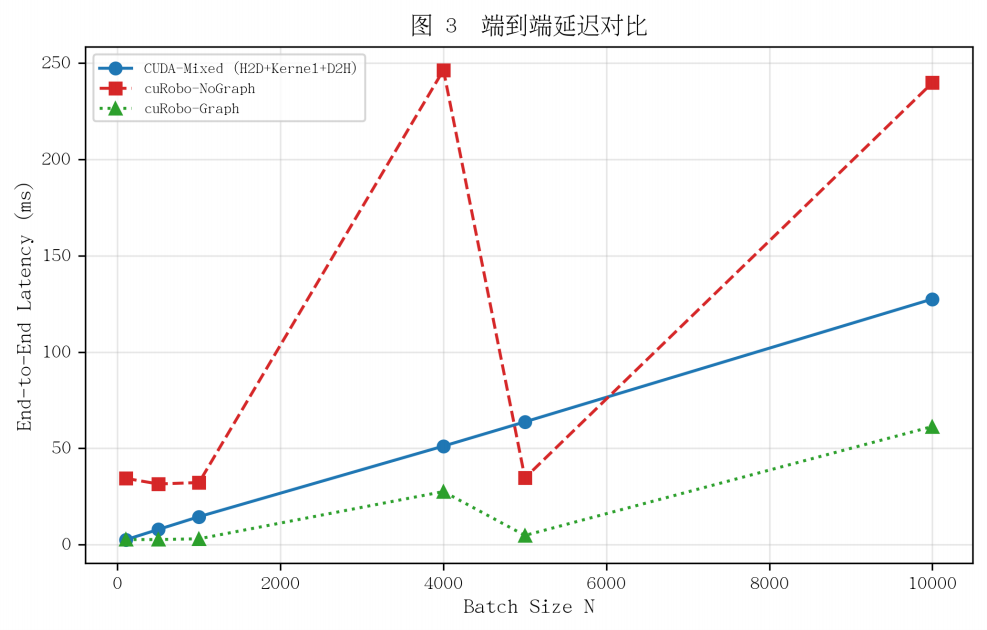 图 3  端到端延迟对比
CUDA-Mixed (H2D+Kernel+D2H)
cuRobo-NoGraph
cuRobo-Graph
250
200
150
100
50
0
End-to-End Latency (ms)
0 2000 4000 6000 8000 10000
Batch Size N